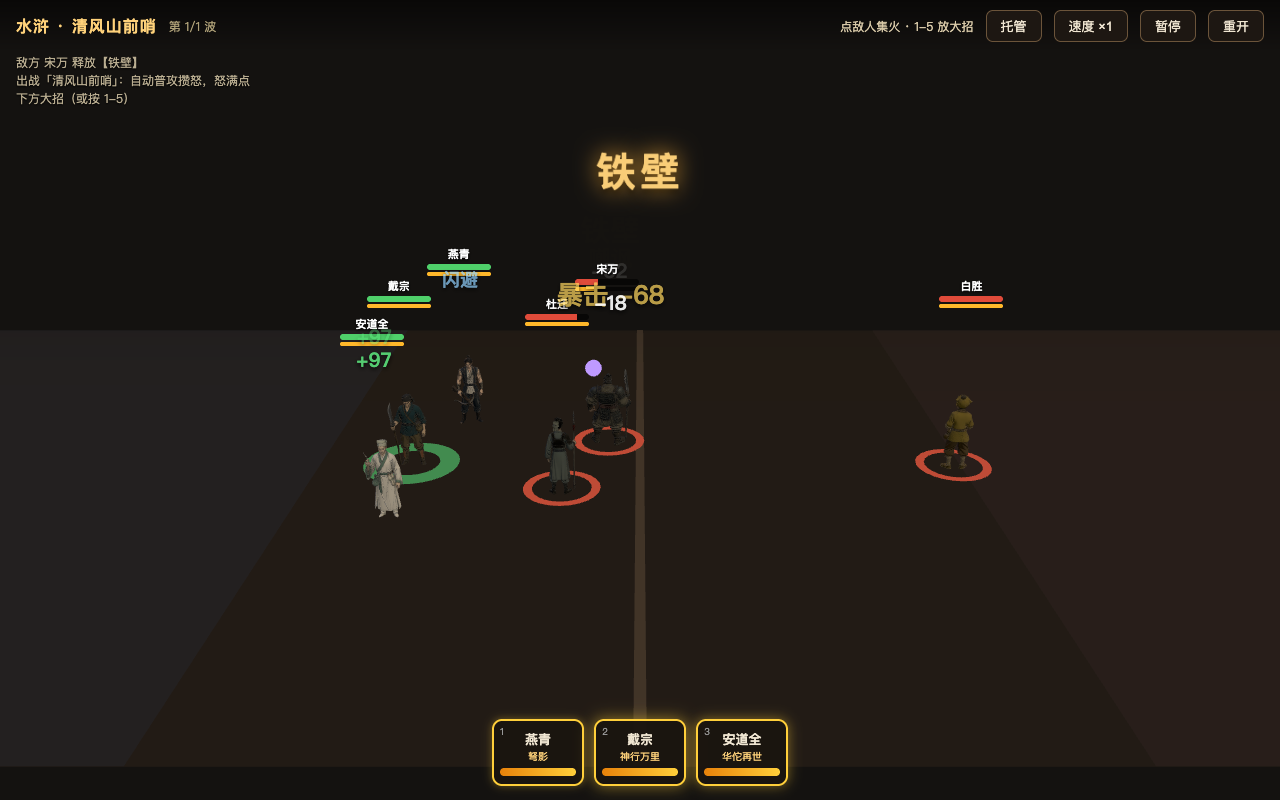 水浒 · 清风山前哨 第 1/1 波
点敌人集火 · 1–5 放大招
托管
速度 ×1
暂停
重开
敌方 宋万 释放【铁壁】
出战「清风山前哨」：自动普攻攒怒，怒满点
下方大招（或按 1–5）
铁壁
燕青
闪避
戴宗
宋万
白胜
暴击 −68
−18
安道全
+97
1 燕青
弩影
2 戴宗
神行万里
3 安道全
华佗再世